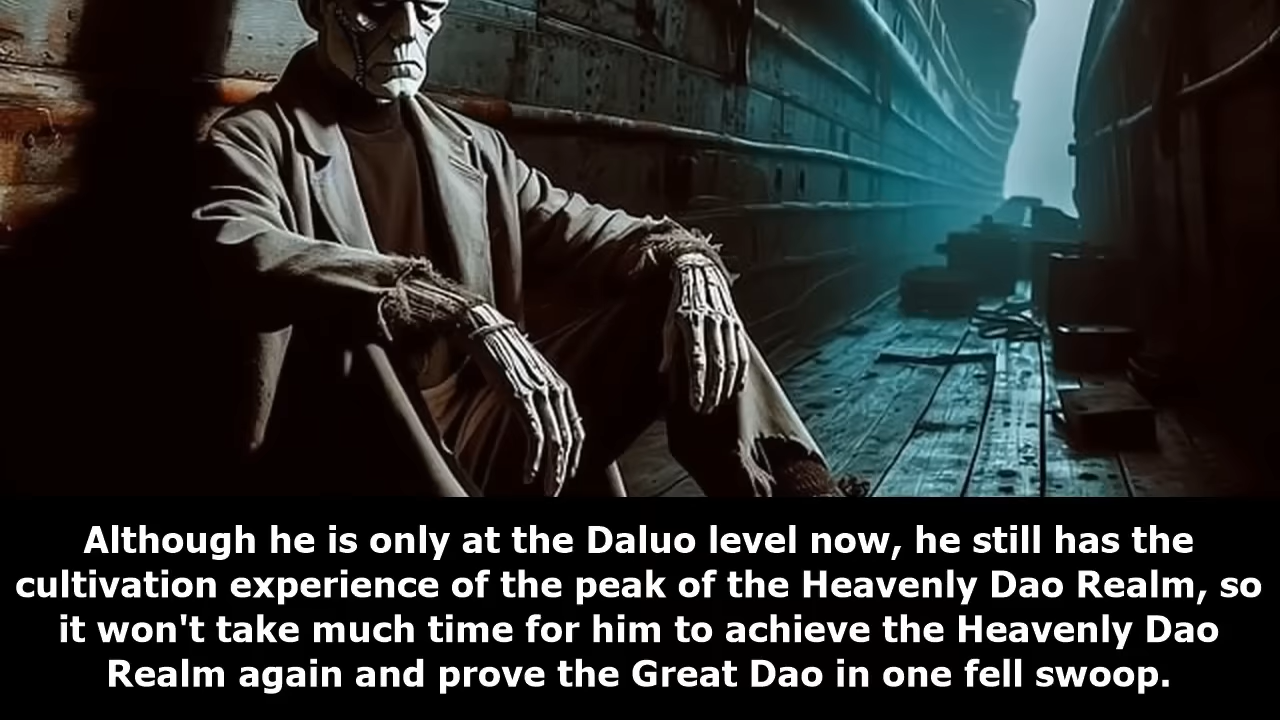 Although he is only at the Daluo level now, he still has the
cultivation experience of the peak of the Heavenly Dao Realm, so
it won't take much time for him to achieve the Heavenly Dao
Realm again and prove the Great Dao in one fell swoop.